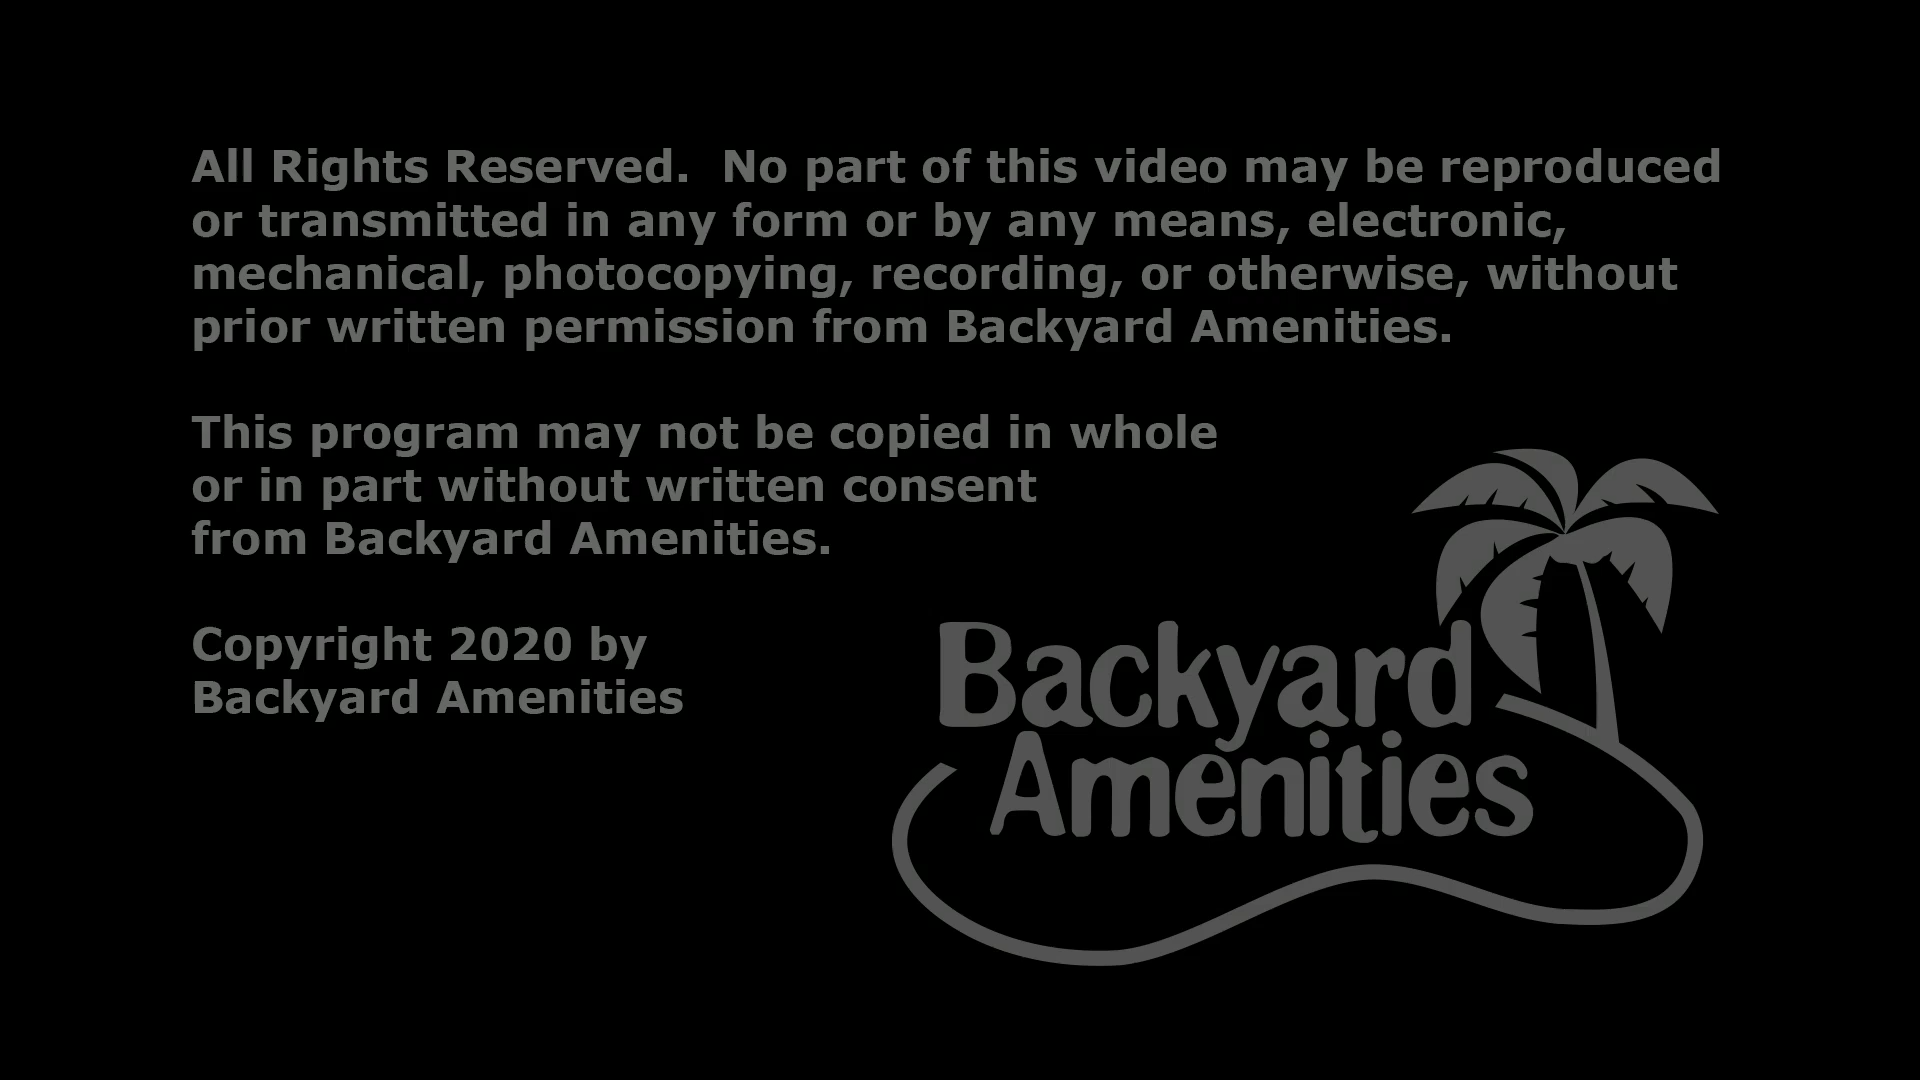 All Rights Reserved.  No part of this video may be reproduced
or transmitted in any form or by any means, electronic,
mechanical, photocopying, recording, or otherwise, without
prior written permission from Backyard Amenities.
This program may not be copied in whole
or in part without written consent
from Backyard Amenities.
Copyright 2020 by
Backyard Amenities
Backyard
Amenities